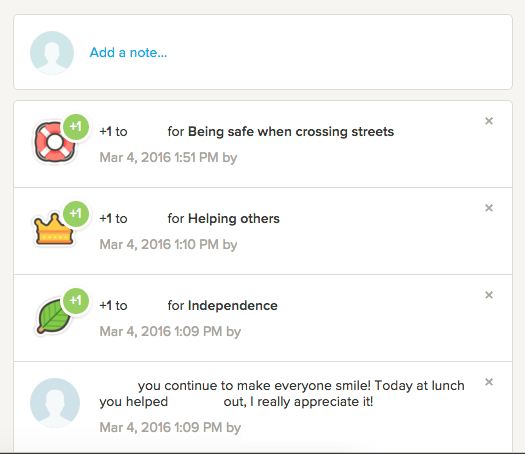 Add a note...
+1
+1 to for Being safe when crossing streets
Mar 4, 2016 1:51 PM by
×
+1
+1 to for Helping others
Mar 4, 2016 1:10 PM by
×
+1
+1 to for Independence
Mar 4, 2016 1:09 PM by
×
you continue to make everyone smile! Today at lunch
you helped out, I really appreciate it!
Mar 4, 2016 1:09 PM by
×